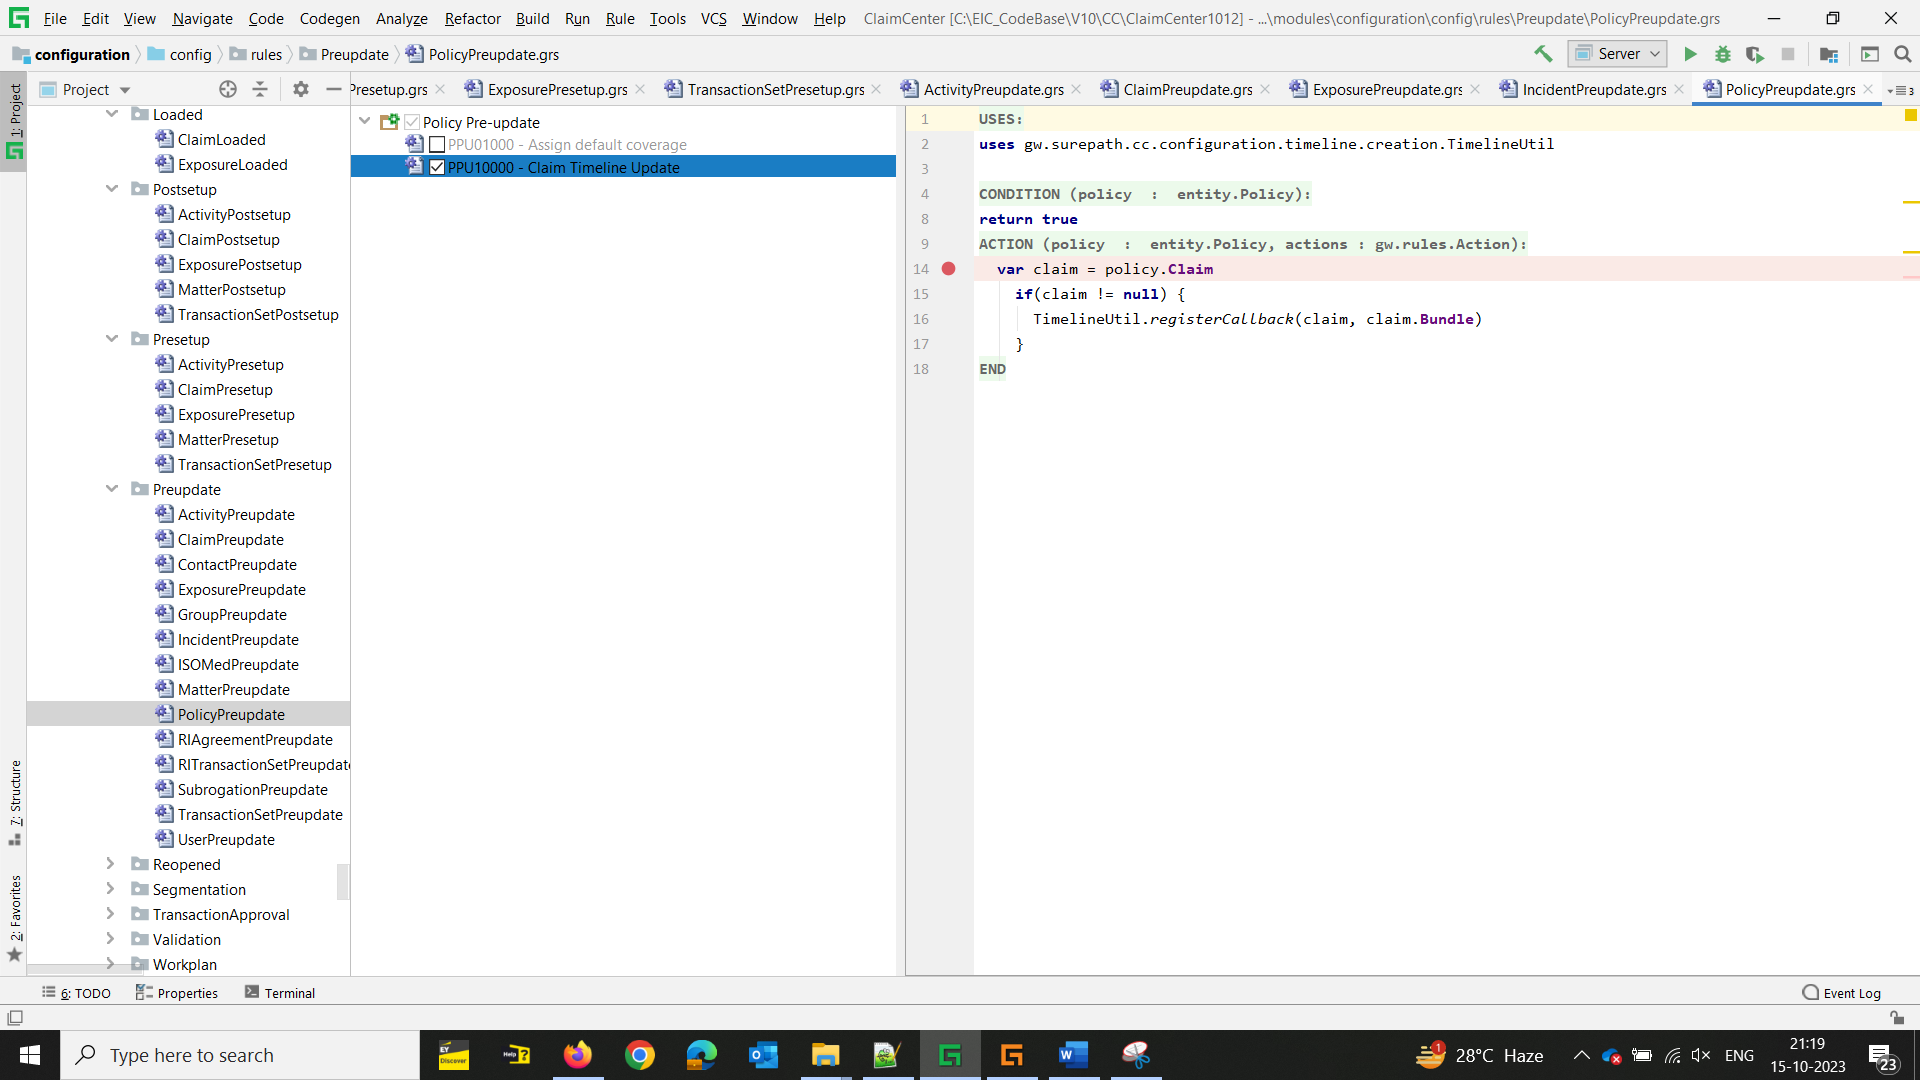 File Edit View Navigate Code Codegen Analyze Refactor Build Run Rule Tools VCS Window Help ClaimCenter [C:\EIC_CodeBase\V10\CC\ClaimCenter1012] - ...\modules\configuration\config\rules\Preupdate\PolicyPreupdate.grs
configuration config rules Preupdate PolicyPreupdate.grs Server
Project Presetup.grs ExposurePresetup.grs TransactionSetPresetup.grs ActivityPreupdate.grs ClaimPreupdate.grs ExposurePreupdate.grs IncidentPreupdate.grs PolicyPreupdate.grs 3
1: Project
7: Structure
2: Favorites
Loaded
ClaimLoaded
ExposureLoaded
Postsetup
ActivityPostsetup
ClaimPostsetup
ExposurePostsetup
MatterPostsetup
TransactionSetPostsetup
Presetup
ActivityPresetup
ClaimPresetup
ExposurePresetup
MatterPresetup
TransactionSetPresetup
Preupdate
ActivityPreupdate
ClaimPreupdate
ContactPreupdate
ExposurePreupdate
GroupPreupdate
IncidentPreupdate
ISOMedPreupdate
MatterPreupdate
PolicyPreupdate
RIAgreementPreupdate
RITransactionSetPreupdate
SubrogationPreupdate
TransactionSetPreupdate
UserPreupdate
Reopened
Segmentation
TransactionApproval
Validation
Workplan
Policy Pre-update
PPU01000 - Assign default coverage
PPU10000 - Claim Timeline Update
1 USES:
2 uses gw.surepath.cc.configuration.timeline.creation.TimelineUtil
3
4 CONDITION (policy : entity.Policy):
8 return true
9 ACTION (policy : entity.Policy, actions : gw.rules.Action):
14 var claim = policy.Claim
15 if(claim != null) {
16 TimelineUtil.registerCallback(claim, claim.Bundle)
17 }
18 END
6: TODO Properties Terminal Event Log
Type here to search
EY
Discover
Help ?
1
28°C Haze
ENG
21:19
15-10-2023
23